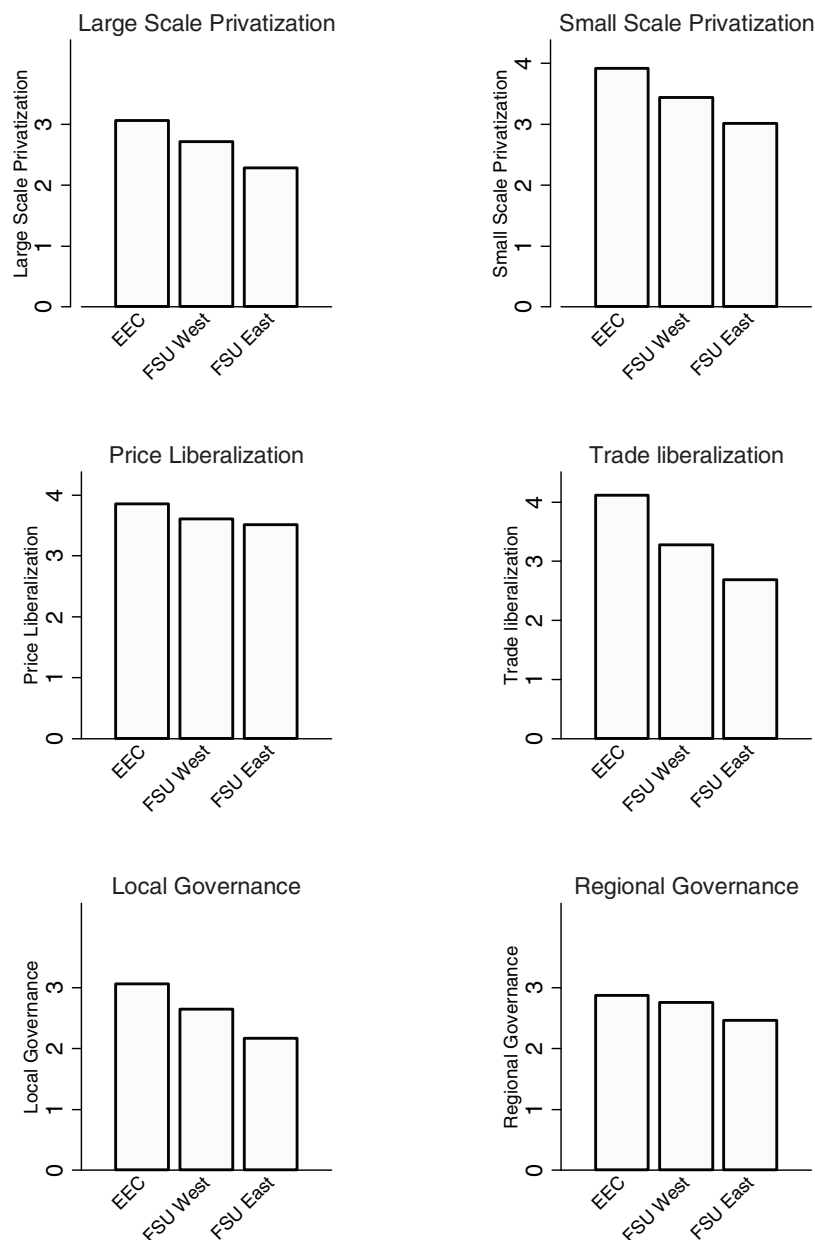 Large Scale Privatization
Large Scale Privatization
3
2
1
0
EEC
FSU West
FSU East
Small Scale Privatization
Small Scale Privatization
4
3
2
1
0
EEC
FSU West
FSU East
Price Liberalization
Price Liberalization
4
3
2
1
0
EEC
FSU West
FSU East
Trade liberalization
Trade liberalization
4
3
2
1
0
EEC
FSU West
FSU East
Local Governance
Local Governance
3
2
1
0
EEC
FSU West
FSU East
Regional Governance
Regional Governance
3
2
1
0
EEC
FSU West
FSU East